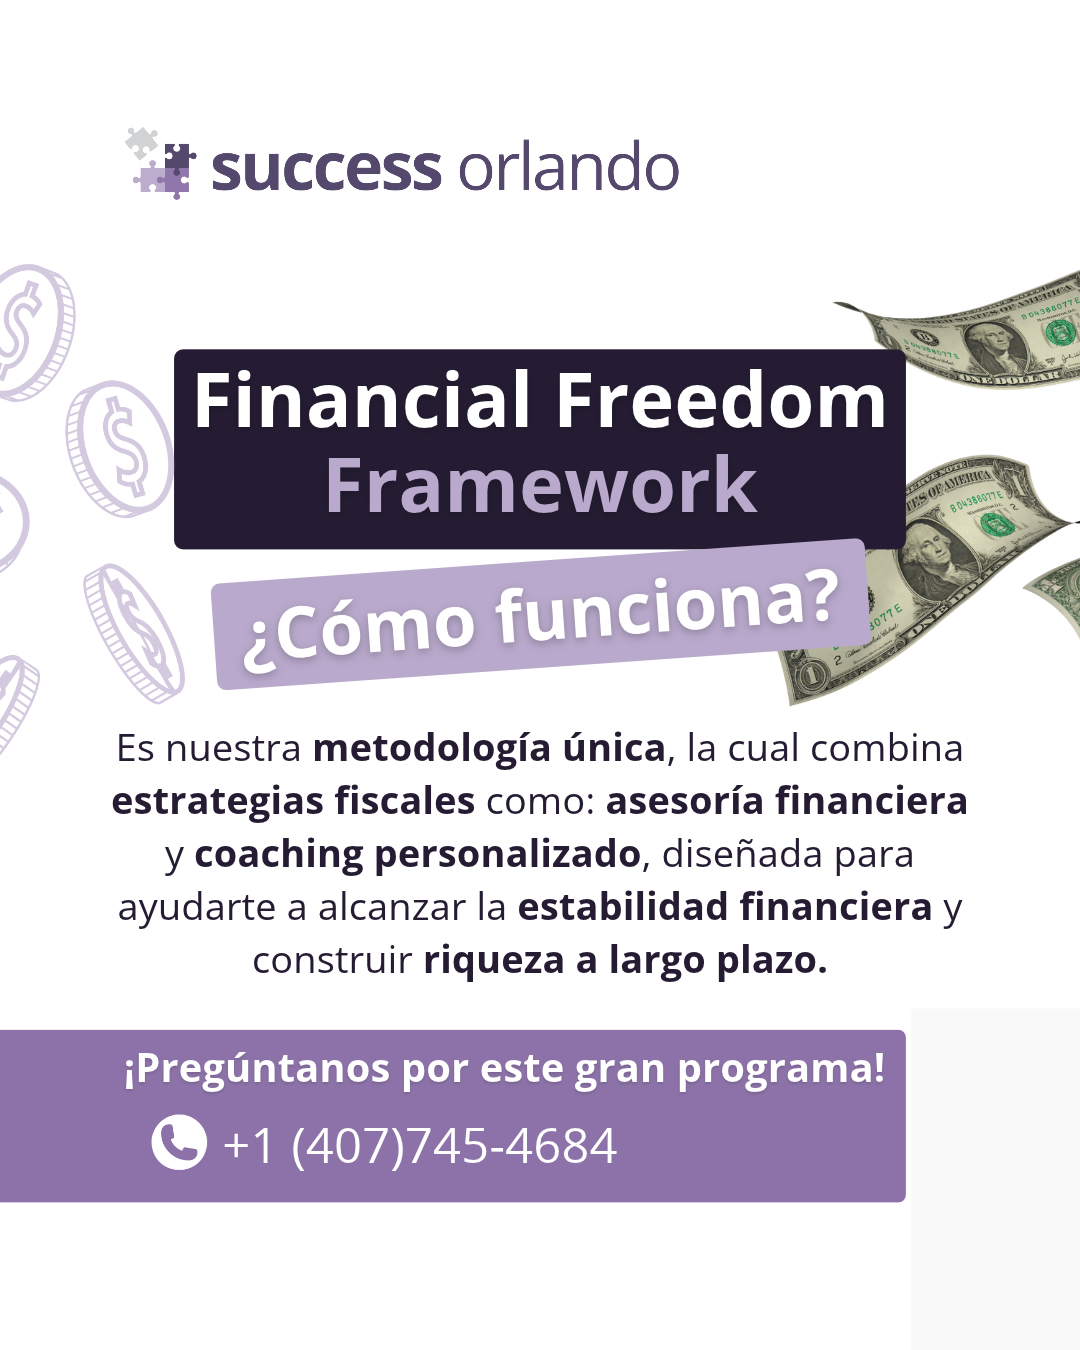 success orlando
Financial Freedom
Framework
¿Cómo funciona?
Es nuestra metodología única, la cual combina
estrategias fiscales como: asesoría financiera
y coaching personalizado, diseñada para
ayudarte a alcanzar la estabilidad financiera y
construir riqueza a largo plazo.
¡Pregúntanos por este gran programa!
+1 (407)745-4684